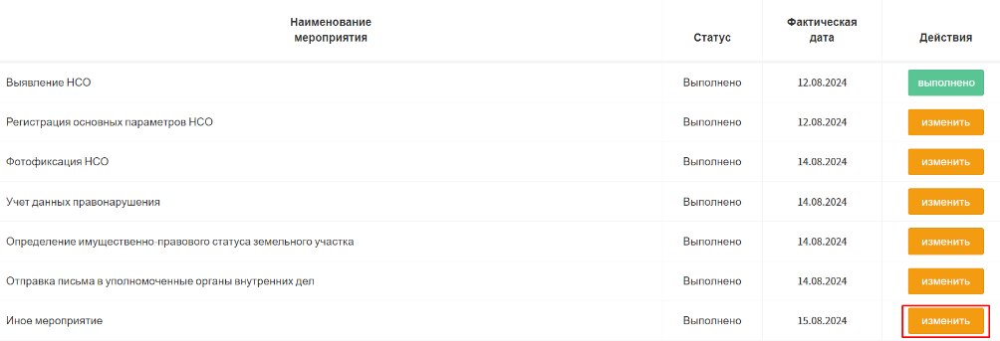 Наименование
мероприятия
Статус
Фактическая
дата
Действия
Выявление НСО Выполнено 12.08.2024 выполнено
Регистрация основных параметров НСО Выполнено 12.08.2024 изменить
Фотофиксация НСО Выполнено 14.08.2024 изменить
Учет данных правонарушения Выполнено 14.08.2024 изменить
Определение имущественно-правового статуса земельного участка Выполнено 14.08.2024 изменить
Отправка письма в уполномоченные органы внутренних дел Выполнено 14.08.2024 изменить
Иное мероприятие Выполнено 15.08.2024 изменить